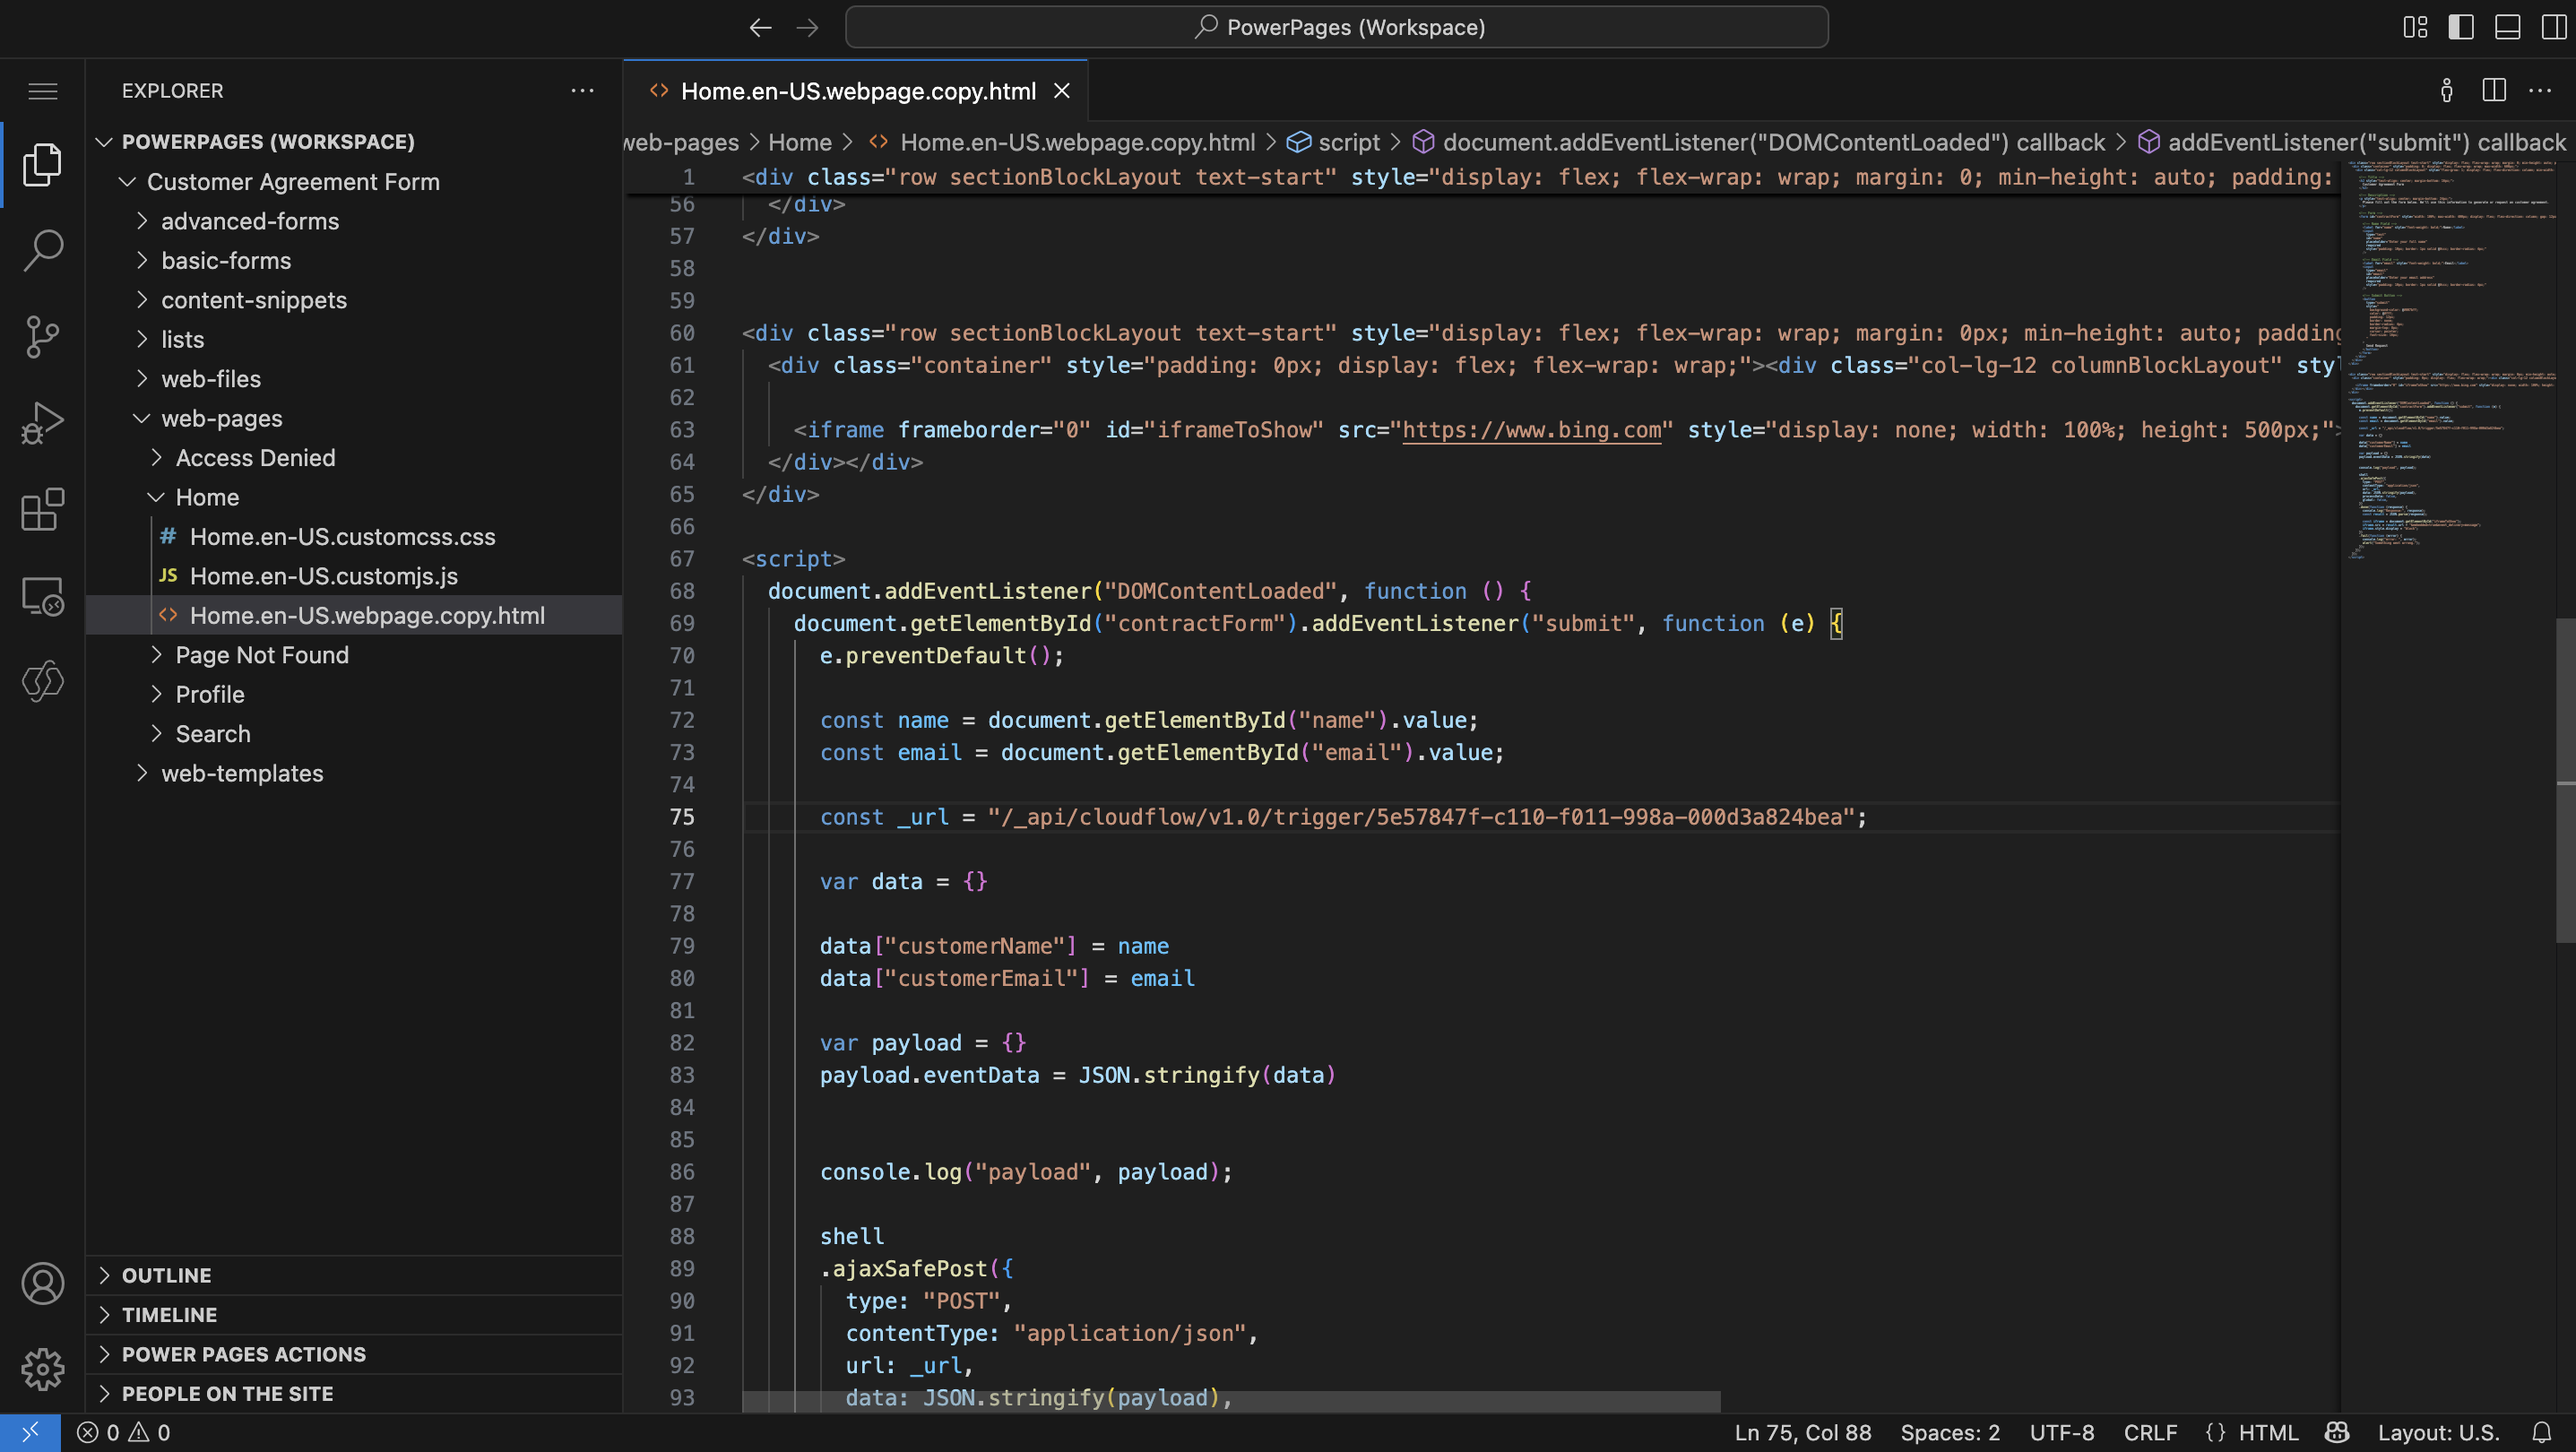 PowerPages (Workspace)
EXPLORER
POWERPAGES (WORKSPACE)
Customer Agreement Form
advanced-forms
basic-forms
content-snippets
lists
web-files
web-pages
Access Denied
Home
# Home.en-US.customcss.css
JS Home.en-US.customjs.js
<> Home.en-US.webpage.copy.html
Page Not Found
Profile
Search
web-templates
OUTLINE
TIMELINE
POWER PAGES ACTIONS
PEOPLE ON THE SITE
<> Home.en-US.webpage.copy.html
web-pages > Home > <> Home.en-US.webpage.copy.html > script > document.addEventListener("DOMContentLoaded") callback > addEventListener("submit") callback
1 <div class="row sectionBlockLayout text-start" style="display: flex; flex-wrap: wrap; margin: 0; min-height: auto; padding:
56 </div>
57 </div>
58
59
60 <div class="row sectionBlockLayout text-start" style="display: flex; flex-wrap: wrap; margin: 0px; min-height: auto; padding
61 <div class="container" style="padding: 0px; display: flex; flex-wrap: wrap;"><div class="col-lg-12 columnBlockLayout" styl
62
63 <iframe frameborder="0" id="iframeToShow" src="https://www.bing.com" style="display: none; width: 100%; height: 500px;">
64 </div></div>
65 </div>
66
67 <script>
68 document.addEventListener("DOMContentLoaded", function () {
69 document.getElementById("contractForm").addEventListener("submit", function (e) {
70 e.preventDefault();
71
72 const name = document.getElementById("name").value;
73 const email = document.getElementById("email").value;
74
75 const _url = "/_api/cloudflow/v1.0/trigger/5e57847f-c110-f011-998a-000d3a824bea";
76
77 var data = {}
78
79 data["customerName"] = name
80 data["customerEmail"] = email
81
82 var payload = {}
83 payload.eventData = JSON.stringify(data)
84
85
86 console.log("payload", payload);
87
88 shell
89 .ajaxSafePost({
90 type: "POST",
91 contentType: "application/json",
92 url: _url,
93 data: JSON.stringify(payload),
0 0
Ln 75, Col 88 Spaces: 2 UTF-8 CRLF {} HTML Layout: U.S.